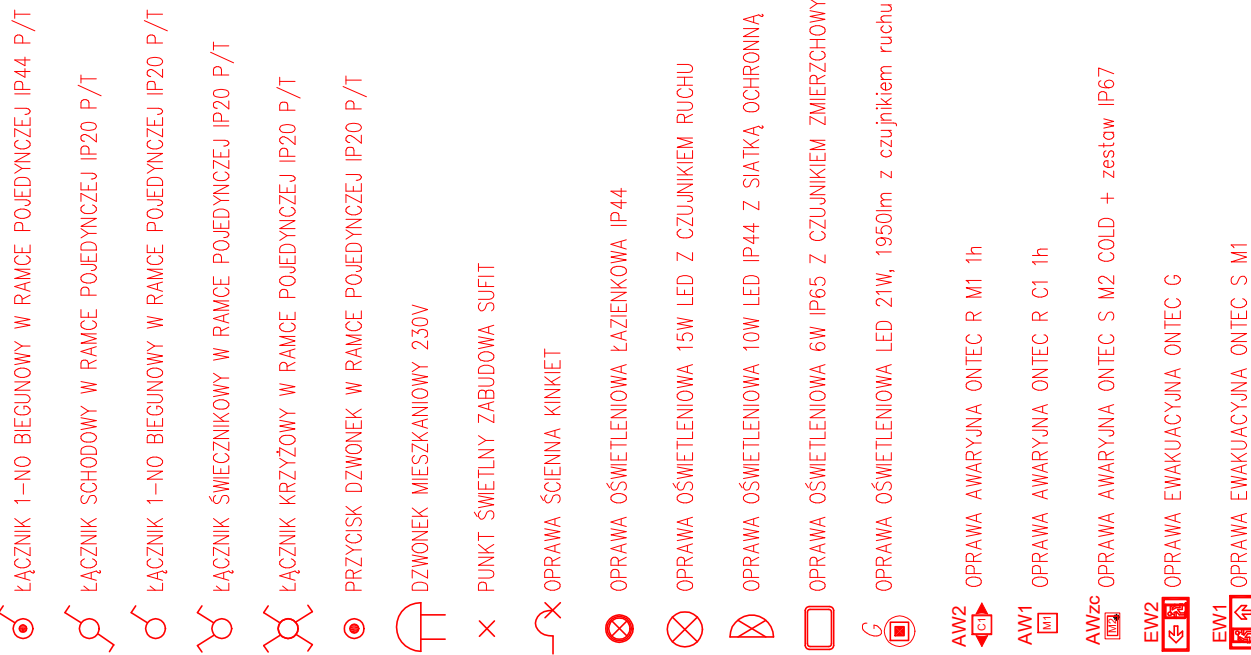 ŁĄCZNIK 1-NO BIEGUNOWY W RAMCE POJEDYNCZEJ IP44 P/T
ŁĄCZNIK SCHODOWY W RAMCE POJEDYNCZEJ IP20 P/T
ŁĄCZNIK 1-NO BIEGUNOWY W RAMCE POJEDYNCZEJ IP20 P/T
ŁĄCZNIK ŚWIECZNIKOWY W RAMCE POJEDYNCZEJ IP20 P/T
ŁĄCZNIK KRZYŻOWY W RAMCE POJEDYNCZEJ IP20 P/T
PRZYCISK DZWONEK W RAMCE POJEDYNCZEJ IP20 P/T
DZWONEK MIESZKANIOWY 230V
PUNKT ŚWIETLNY ZABUDOWA SUFIT
OPRAWA ŚCIENNA KINKIET
OPRAWA OŚWIETLENIOWA ŁAZIENKOWA IP44
OPRAWA OŚWIETLENIOWA 15W LED Z CZUJNIKIEM RUCHU
OPRAWA OŚWIETLENIOWA 10W LED IP44 Z SIATKĄ OCHRONNĄ
OPRAWA OŚWIETLENIOWA 6W IP65 Z CZUJNIKIEM ZMIERZCHOWY
G OPRAWA OŚWIETLENIOWA LED 21W, 1950lm z czujnikiem ruchu
AW2 C1 OPRAWA AWARYJNA ONTEC R M1 1h
AW1 M1 OPRAWA AWARYJNA ONTEC R C1 1h
AWzc M2 OPRAWA AWARYJNA ONTEC S M2 COLD + zestaw IP67
EW2 OPRAWA EWAKUACYJNA ONTEC G
EW1 OPRAWA EWAKUACYJNA ONTEC S M1